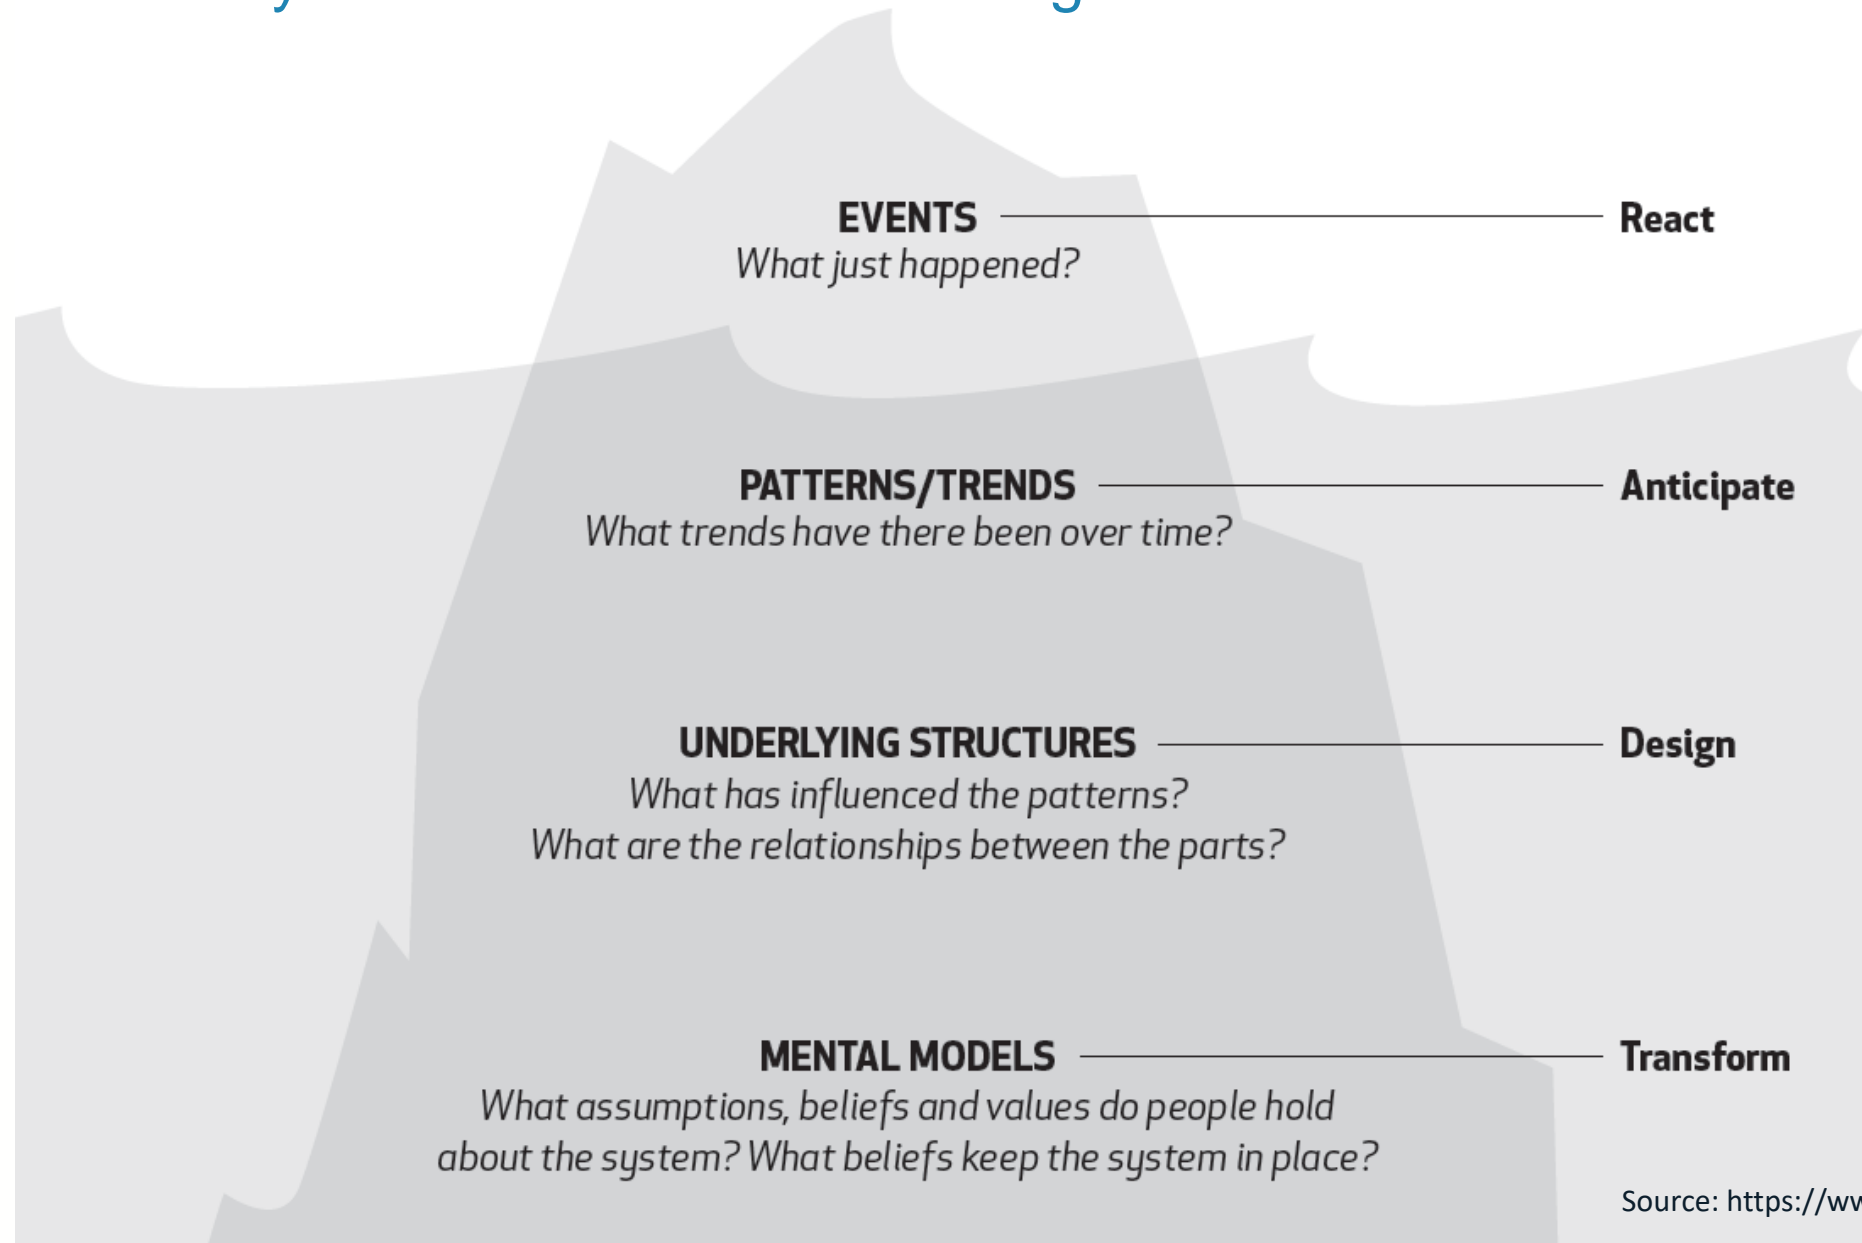 EVENTS React
What just happened?
PATTERNS/TRENDS Anticipate
What trends have there been over time?
UNDERLYING STRUCTURES Design
What has influenced the patterns?
What are the relationships between the parts?
MENTAL MODELS Transform
What assumptions, beliefs and values do people hold
about the system? What beliefs keep the system in place?
Source: